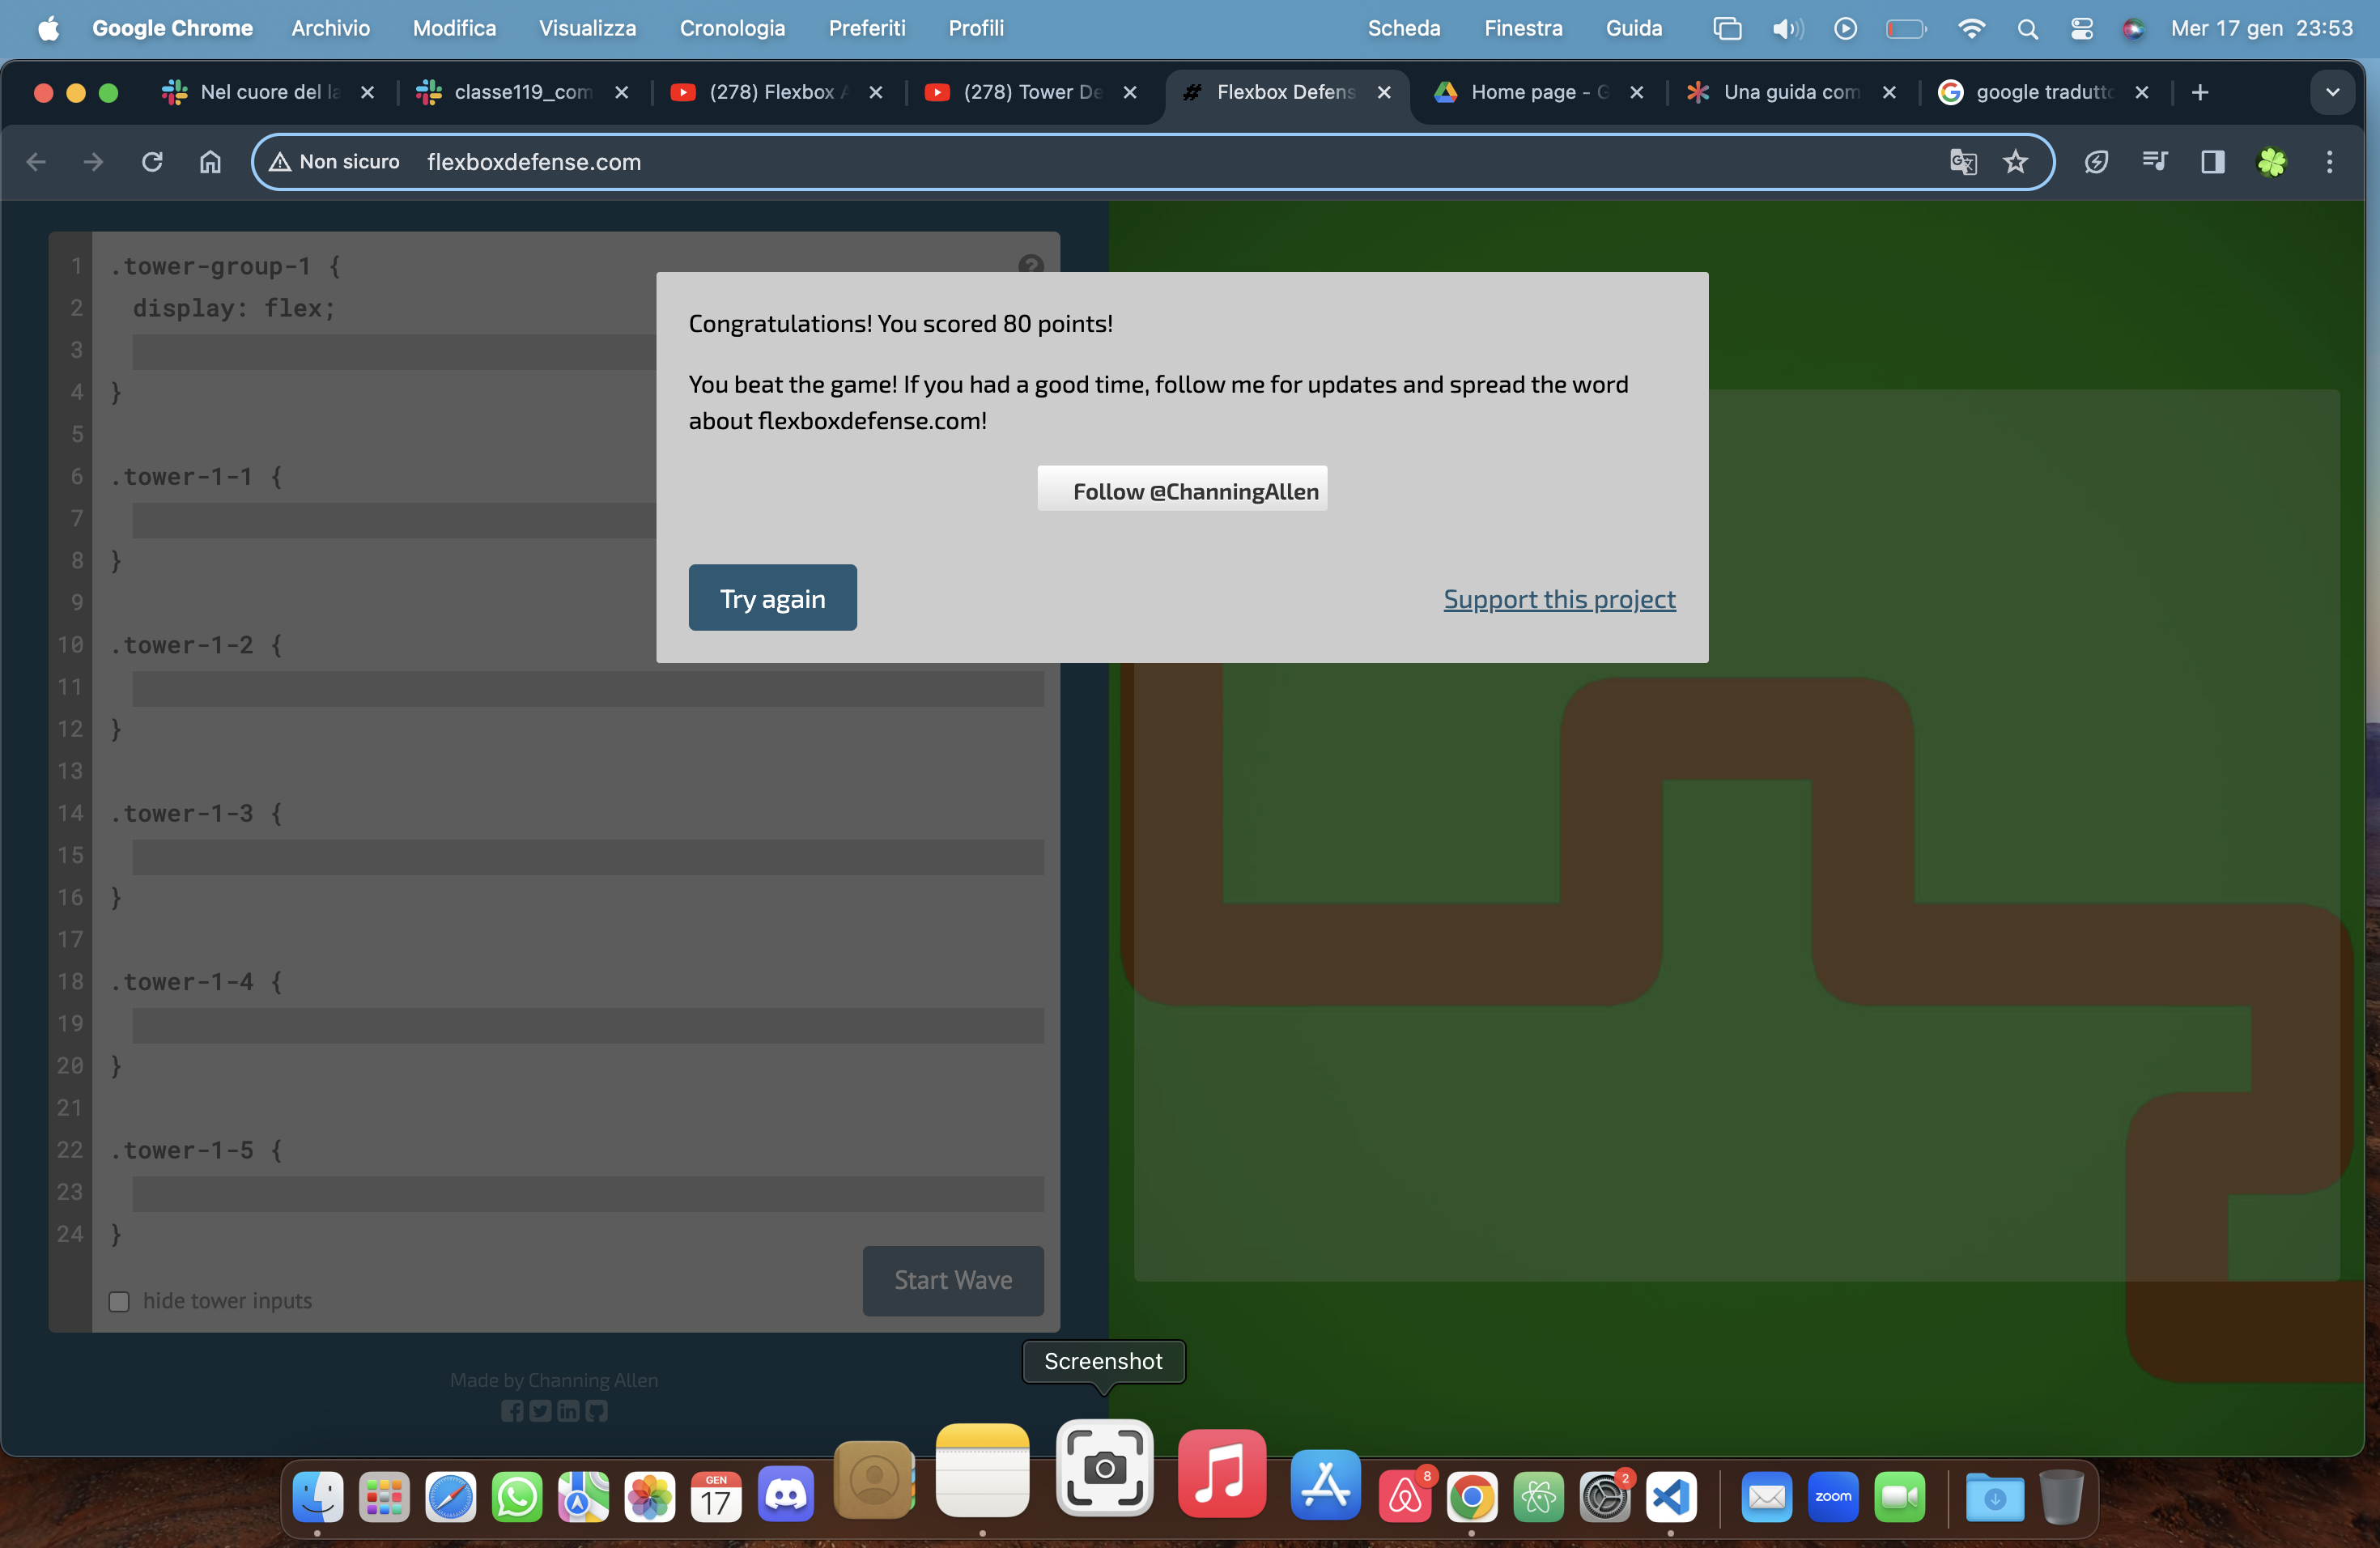 Google Chrome Archivio Modifica Visualizza Cronologia Preferiti Profili Scheda Finestra Guida Mer 17 gen 23:53
Nel cuore del la classe119_com (278) Flexbox A (278) Tower De Flexbox Defens Home page - G Una guida com google tradutto
Non sicuro flexboxdefense.com
1 .tower-group-1 {
2 display: flex;
3
4 }
5
6 .tower-1-1 {
7
8 }
9
10 .tower-1-2 {
11
12 }
13
14 .tower-1-3 {
15
16 }
17
18 .tower-1-4 {
19
20 }
21
22 .tower-1-5 {
23
24 }
hide tower inputs
Start Wave
Congratulations! You scored 80 points!
You beat the game! If you had a good time, follow me for updates and spread the word
about flexboxdefense.com!
Follow @ChanningAllen
Try again
Support this project
Made by Channing Allen
Screenshot
GEN
17
8
2
zoom